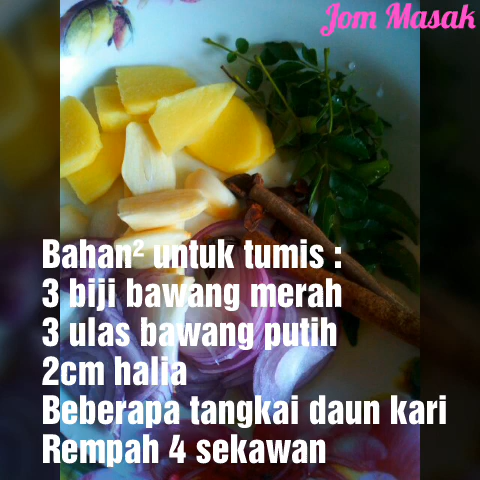 Jom Masak
Bahan² untuk tumis :
3 biji bawang merah
3 ulas bawang putih
2cm halia
Beberapa tangkai daun kari
Rempah 4 sekawan